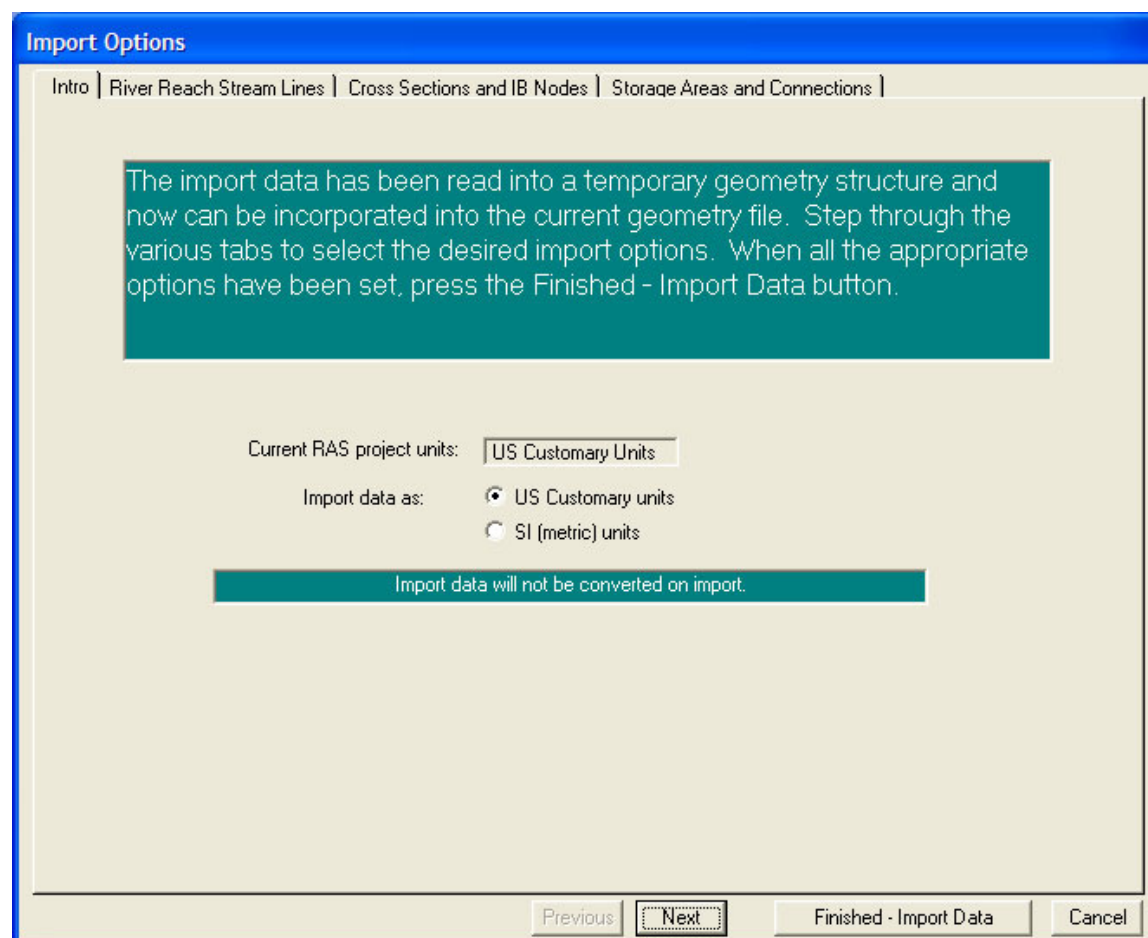 Import Options
Intro River Reach Stream Lines Cross Sections and IB Nodes Storage Areas and Connections
The import data has been read into a temporary geometry structure and
now can be incorporated into the current geometry file. Step through the
various tabs to select the desired import options. When all the appropriate
options have been set, press the Finished - Import Data button.
Current RAS project units: US Customary Units
Import data as: US Customary units
SI (metric) units
Import data will not be converted on import.
Previous Next Finished - Import Data Cancel